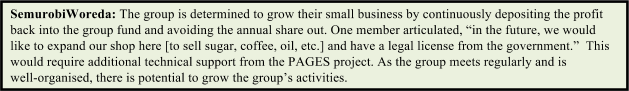 SemurobiWoreda: The group is determined to grow their small business by continuously depositing the profit
back into the group fund and avoiding the annual share out. One member articulated, “in the future, we would
like to expand our shop here [to sell sugar, coffee, oil, etc.] and have a legal license from the government.” This
would require additional technical support from the PAGES project. As the group meets regularly and is
well-organised, there is potential to grow the group’s activities.